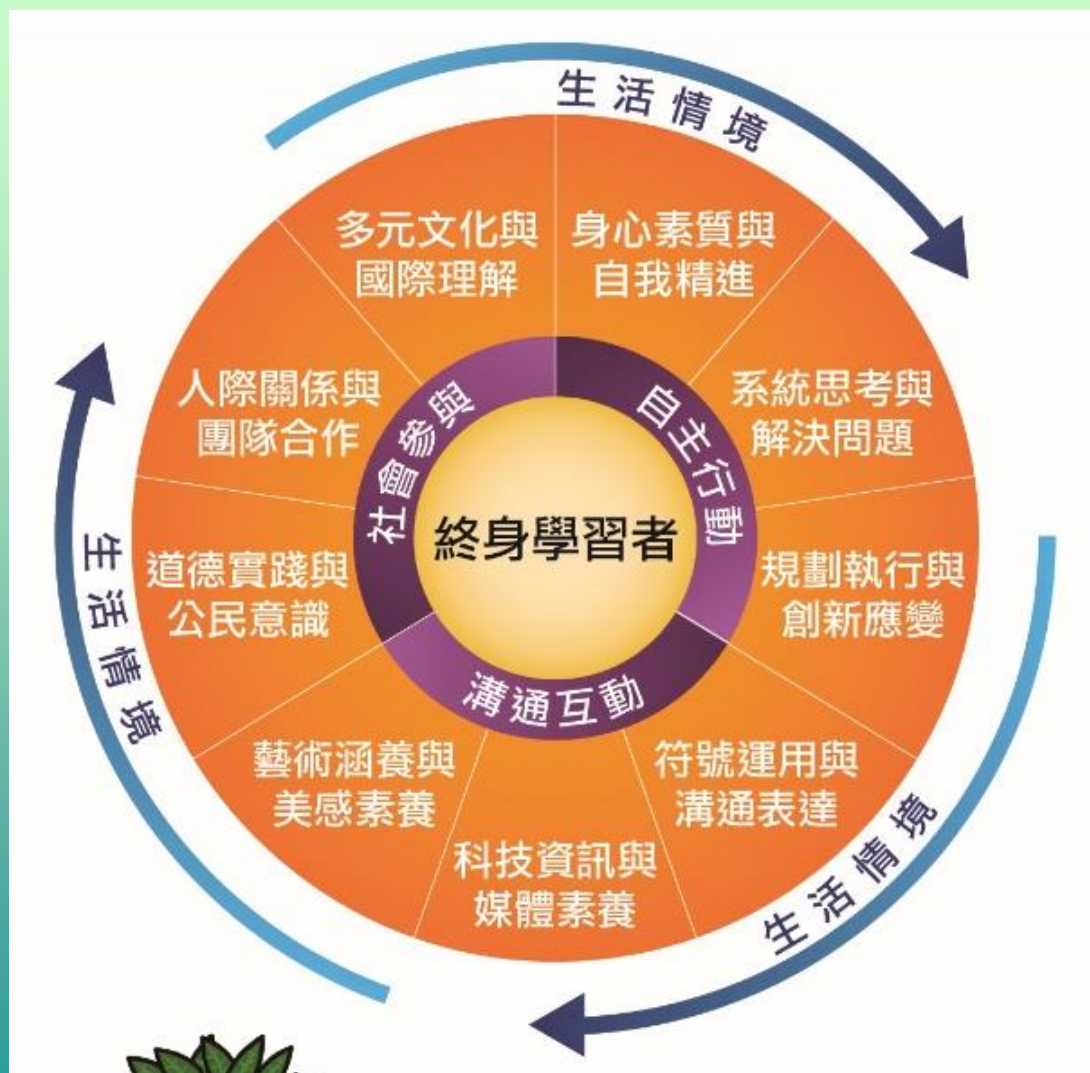 生活情境
多元文化與
國際理解
身心素質與
自我精進
人際關係與
團隊合作
系統思考與
解決問題
社會參與
自主行動
終身學習者
道德實踐與
公民意識
規劃執行與
創新應變
生活情境
溝通互動
藝術涵養與
美感素養
符號運用與
溝通表達
科技資訊與
媒體素養
生活情境